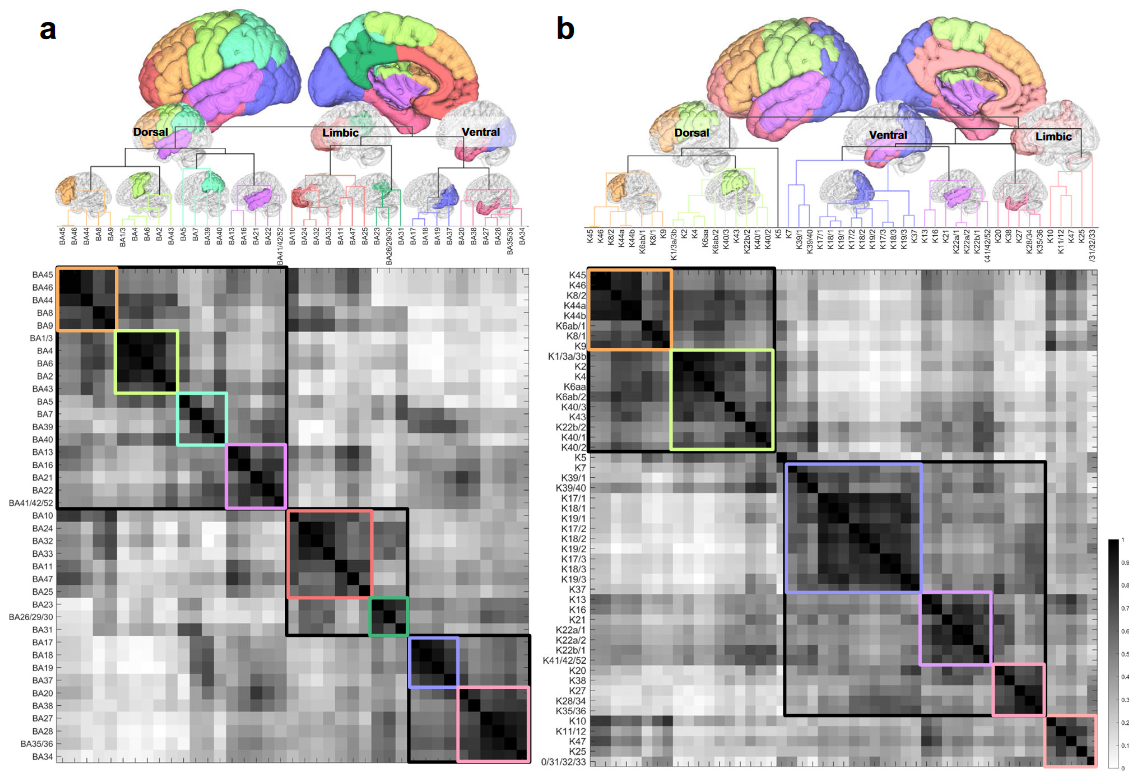 a
b
Dorsal
Limbic
Ventral
Dorsal
Ventral
Limbic
BA45
BA46
BA44
BA8
BA9
BA1/3
BA4
BA6
BA2
BA43
BA5
BA7
BA39
BA40
BA13
BA16
BA21
BA22
BA41/42/52
BA10
BA24
BA32
BA33
BA11
BA47
BA25
BA23
BA26/29/30
BA31
BA17
BA18
BA19
BA37
BA20
BA38
BA27
BA28
BA35/36
BA34
K45
K46
K8/2
K44a
K44b
K6ab/1
K8/1
K9
K1/3a/3b
K2
K4
K6aa
K6ab/2
K40/3
K43
K22b/2
K40/1
K40/2
K5
K7
K39/1
K39/40
K17/1
K18/1
K19/1
K17/2
K18/2
K19/2
K17/3
K18/3
K19/3
K37
K13
K16
K21
K22a/1
K22a/2
K22b/1
(41/42/52
K20
K38
K27
K28/34
K35/36
K10
K11/12
K47
K25
/31/32/33
BA45
BA46
BA44
BA8
BA9
BA1/3
BA4
BA6
BA2
BA43
BA5
BA7
BA39
BA40
BA13
BA16
BA21
BA22
BA41/42/52
BA10
BA24
BA32
BA33
BA11
BA47
BA25
BA23
BA26/29/30
BA31
BA17
BA18
BA19
BA37
BA20
BA38
BA27
BA28
BA35/36
BA34
K45
K46
K8/2
K44a
K44b
K6ab/1
K8/1
K9
K1/3a/3b
K2
K4
K6aa
K6ab/2
K40/3
K43
K22b/2
K40/1
K40/2
K5
K7
K39/1
K39/40
K17/1
K18/1
K19/1
K17/2
K18/2
K19/2
K17/3
K18/3
K19/3
K37
K13
K16
K21
K22a/1
K22a/2
K22b/1
K41/42/52
K20
K38
K27
K28/34
K35/36
K10
K11/12
K47
K25
0/31/32/33
1
0.9
0.8
0.7
0.6
0.5
0.4
0.3
0.2
0.1
0